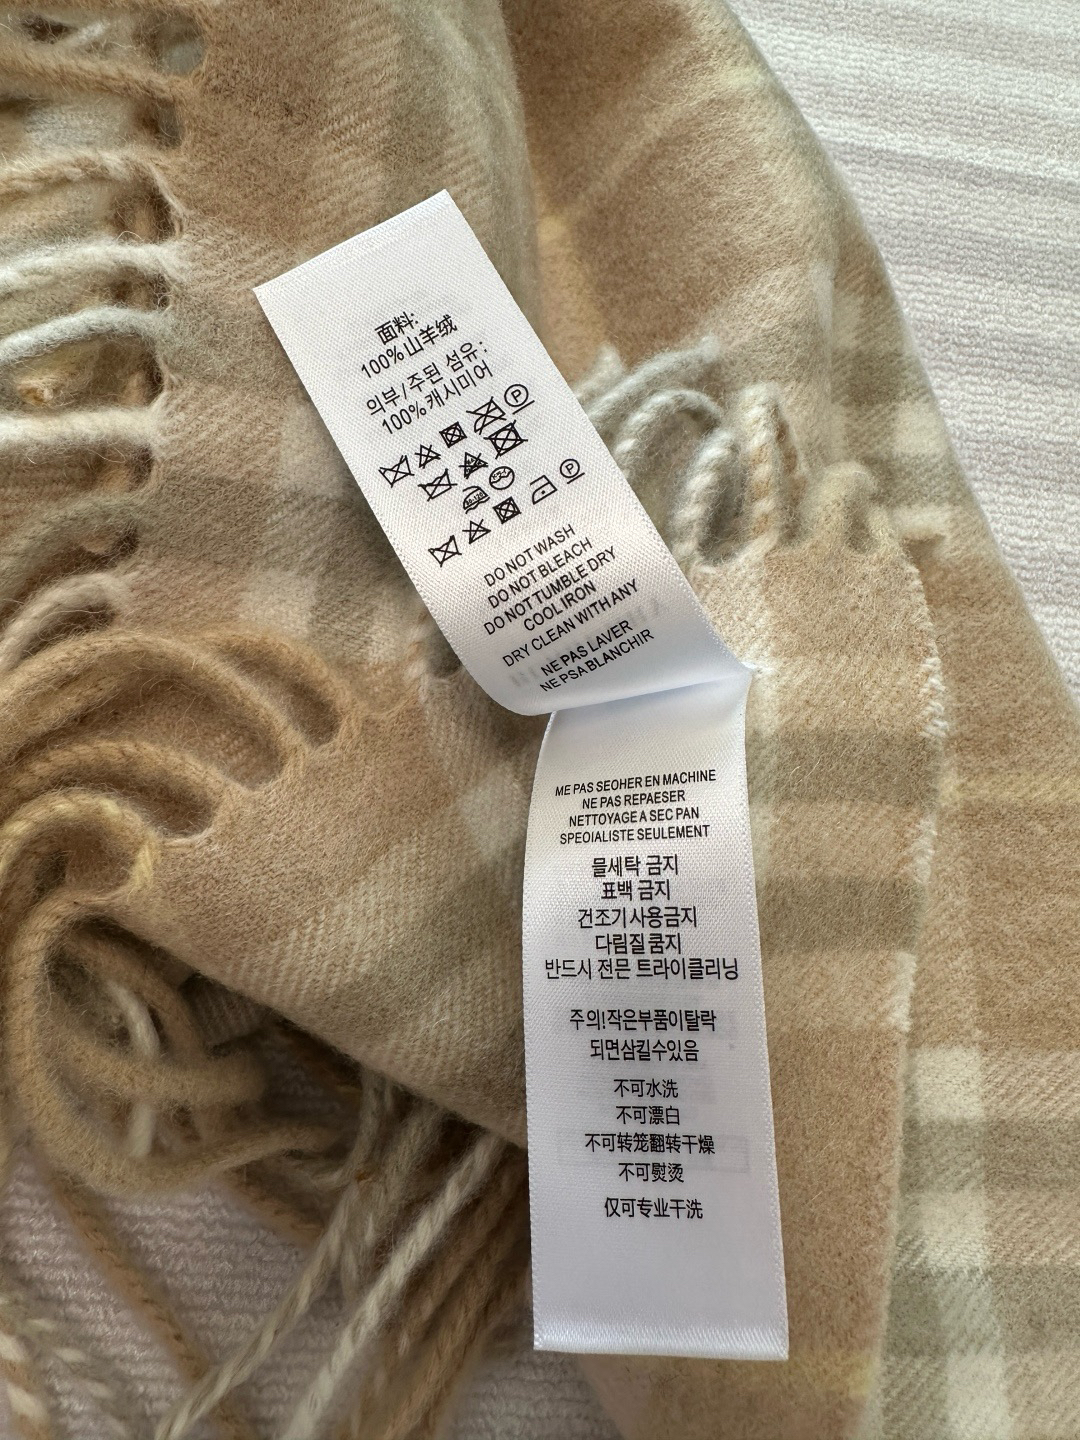 面料:
100%山羊绒
의부/주된 섬유:
100%캐시미어
P
P
DO NOT WASH
DO NOT BLEACH
DO NOT TUMBLE DRY
COOL IRON
DRY CLEAN WITH ANY
NE PAS LAVER
NE PSA BLANCHIR
ME PAS SEOHER EN MACHINE
NE PAS REPAESER
NETTOYAGE A SEC PAN
SPEOIALISTE SEULEMENT
믈세탁 금지
표백 금지
건조기 사용금지
다림질 쿰지
반드시 전믄 트라이클리닝
주의!작은부품이탈락
되면삼킬수있음
不可水洗
不可漂白
不可转笼翻转干燥
不可熨烫
仅可专业干洗